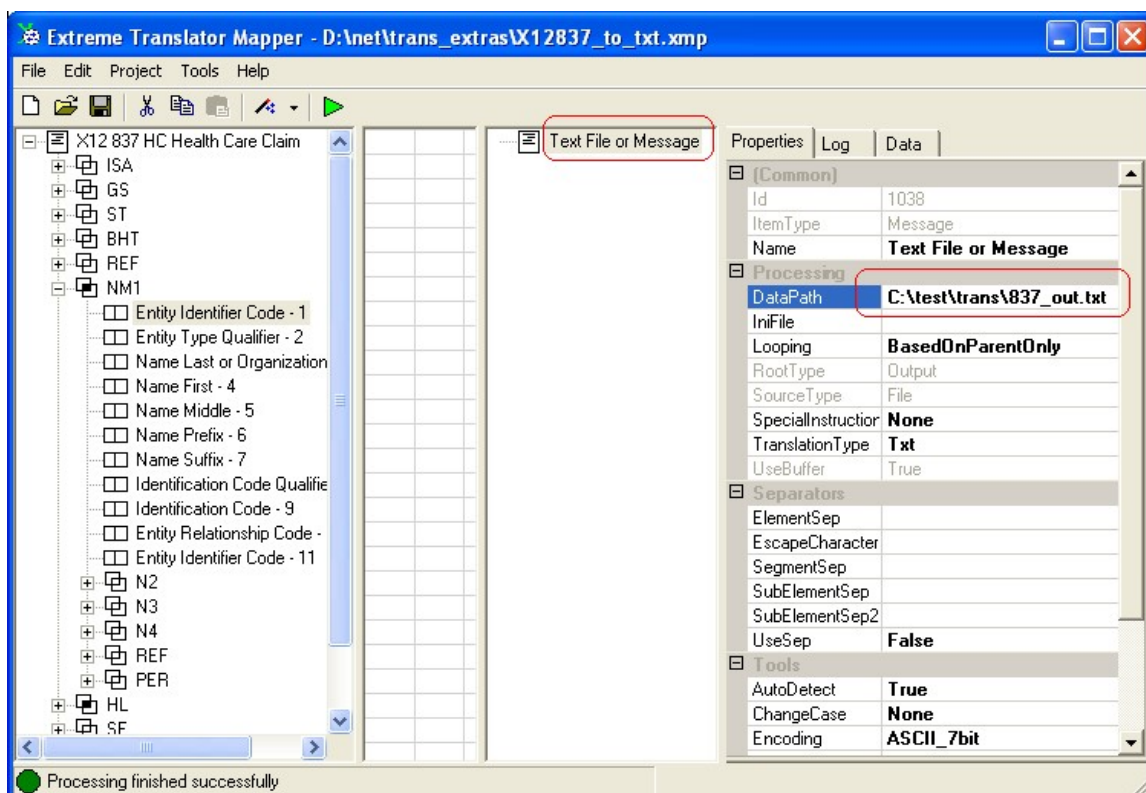 Extreme Translator Mapper - D:\net\trans_extras\X12837_to_txt.xmp
File Edit Project Tools Help
X12 837 HC Health Care Claim
ISA
GS
ST
BHT
REF
NM1
Entity Identifier Code - 1
Entity Type Qualifier - 2
Name Last or Organization
Name First - 4
Name Middle - 5
Name Prefix - 6
Name Suffix - 7
Identification Code Qualifie
Identification Code - 9
Entity Relationship Code -
Entity Identifier Code - 11
N2
N3
N4
REF
PER
HL
SE
Text File or Message
Properties Log Data
(Common)
Id 1038
ItemType Message
Name Text File or Message
Processing
DataPath C:\test\trans\837_out.txt
IniFile
Looping BasedOnParentOnly
RootType Output
SourceType File
SpecialInstruction None
TranslationType Txt
UseBuffer True
Separators
ElementSep
EscapeCharacter
SegmentSep
SubElementSep
SubElementSep2
UseSep False
Tools
AutoDetect True
ChangeCase None
Encoding ASCII_7bit
Processing finished successfully